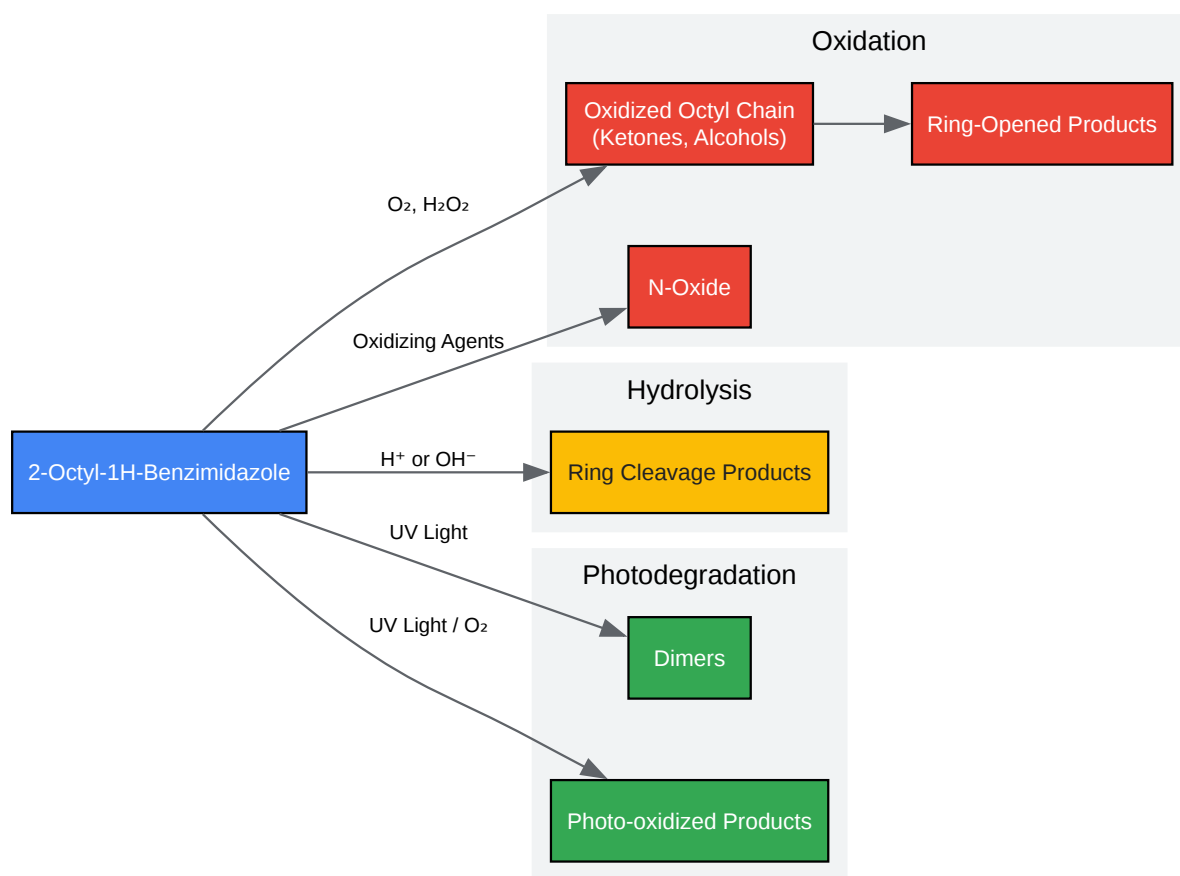 Oxidation
Oxidized Octyl Chain
(Ketones, Alcohols)
Ring-Opened Products
O₂, H₂O₂
N-Oxide
Oxidizing Agents
Hydrolysis
2-Octyl-1H-Benzimidazole
H⁺ or OH⁻
Ring Cleavage Products
UV Light
Photodegradation
UV Light / O₂
Dimers
Photo-oxidized Products